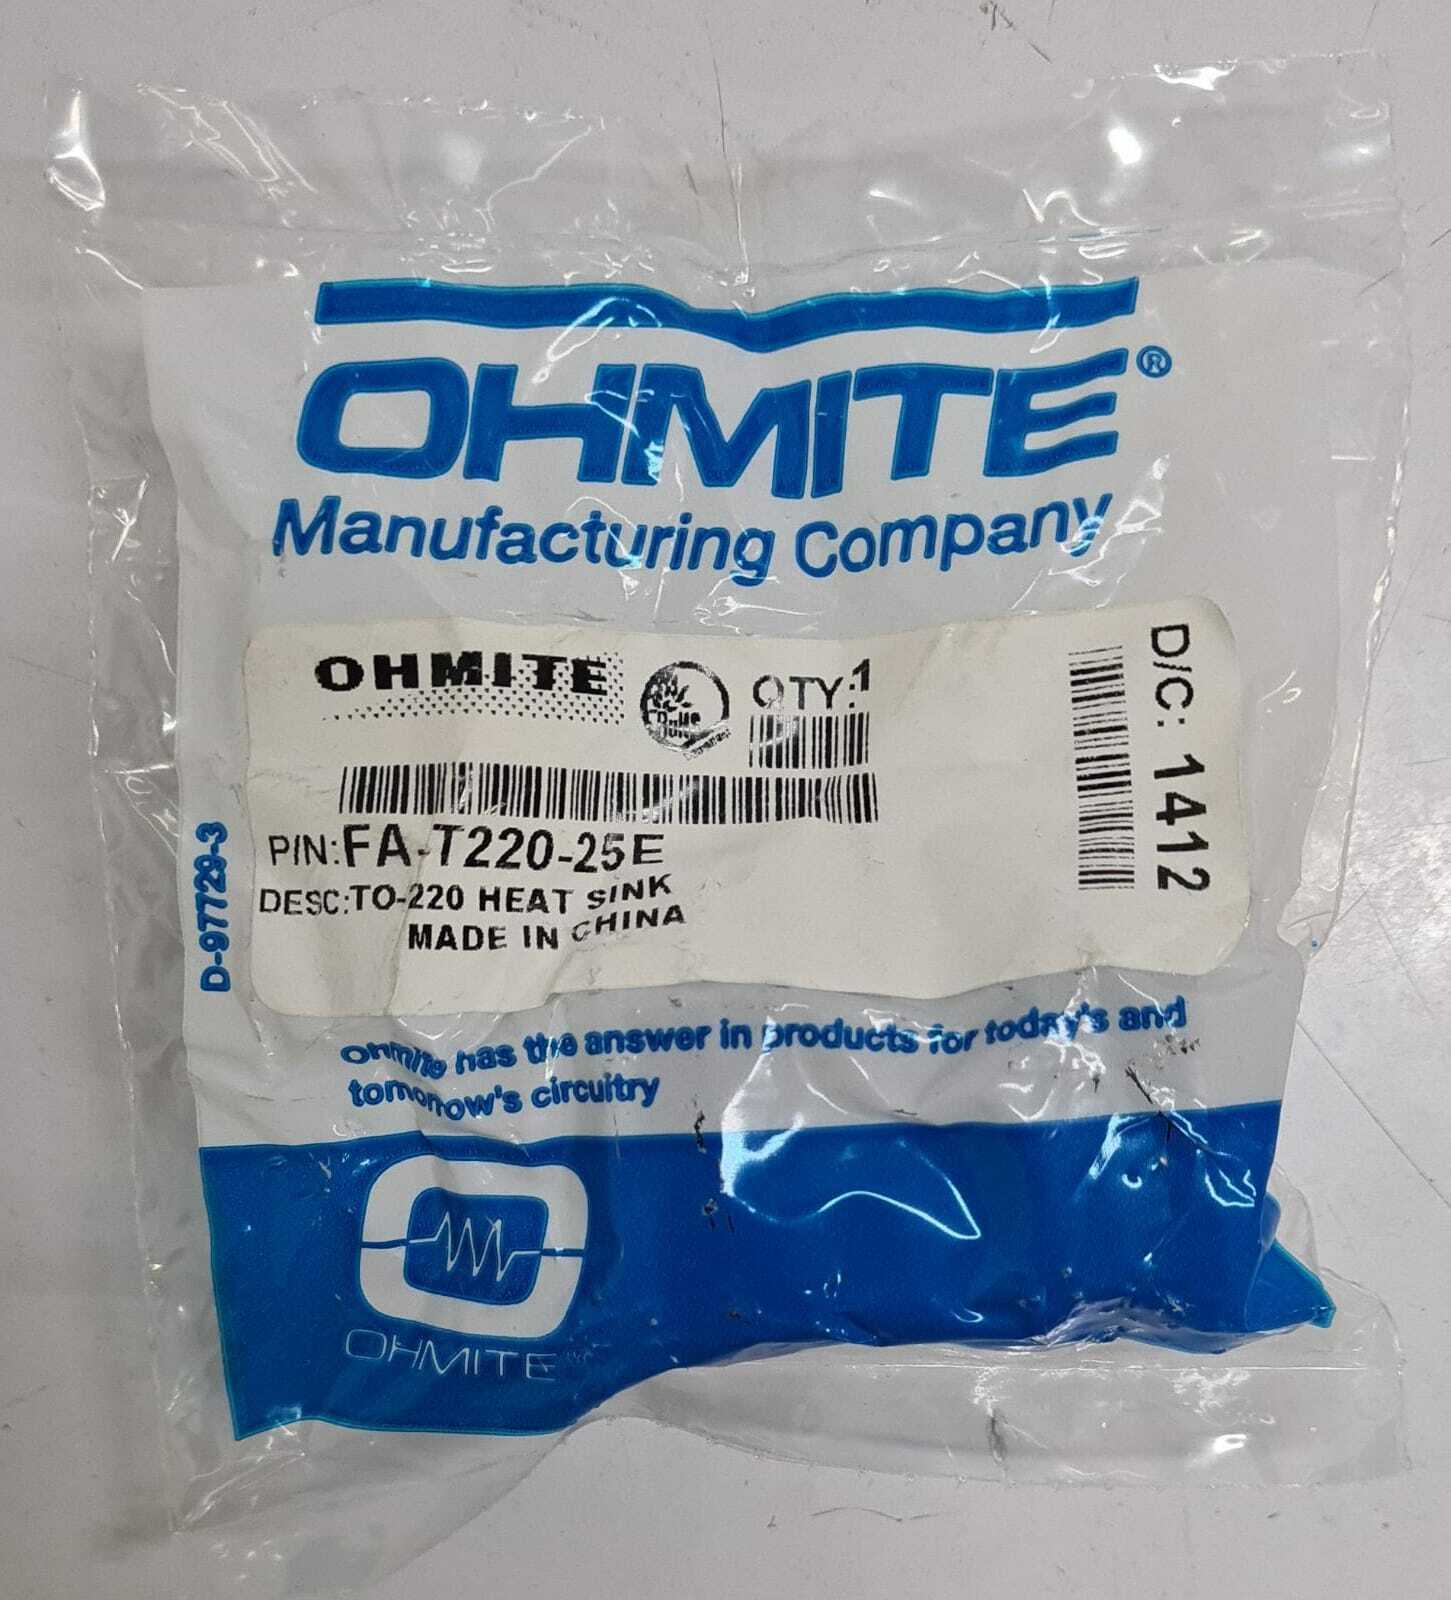 OHMITE®
Manufacturing Company
OHMITE
RoHS
QTY:1
D/C: 1412
P/N:FA-T220-25E
DESC:TO-220 HEAT SINK
MADE IN CHINA
D-97729-3
Ohmite has the answer in products for today's and
tomorrow's circuitry
OHMITE